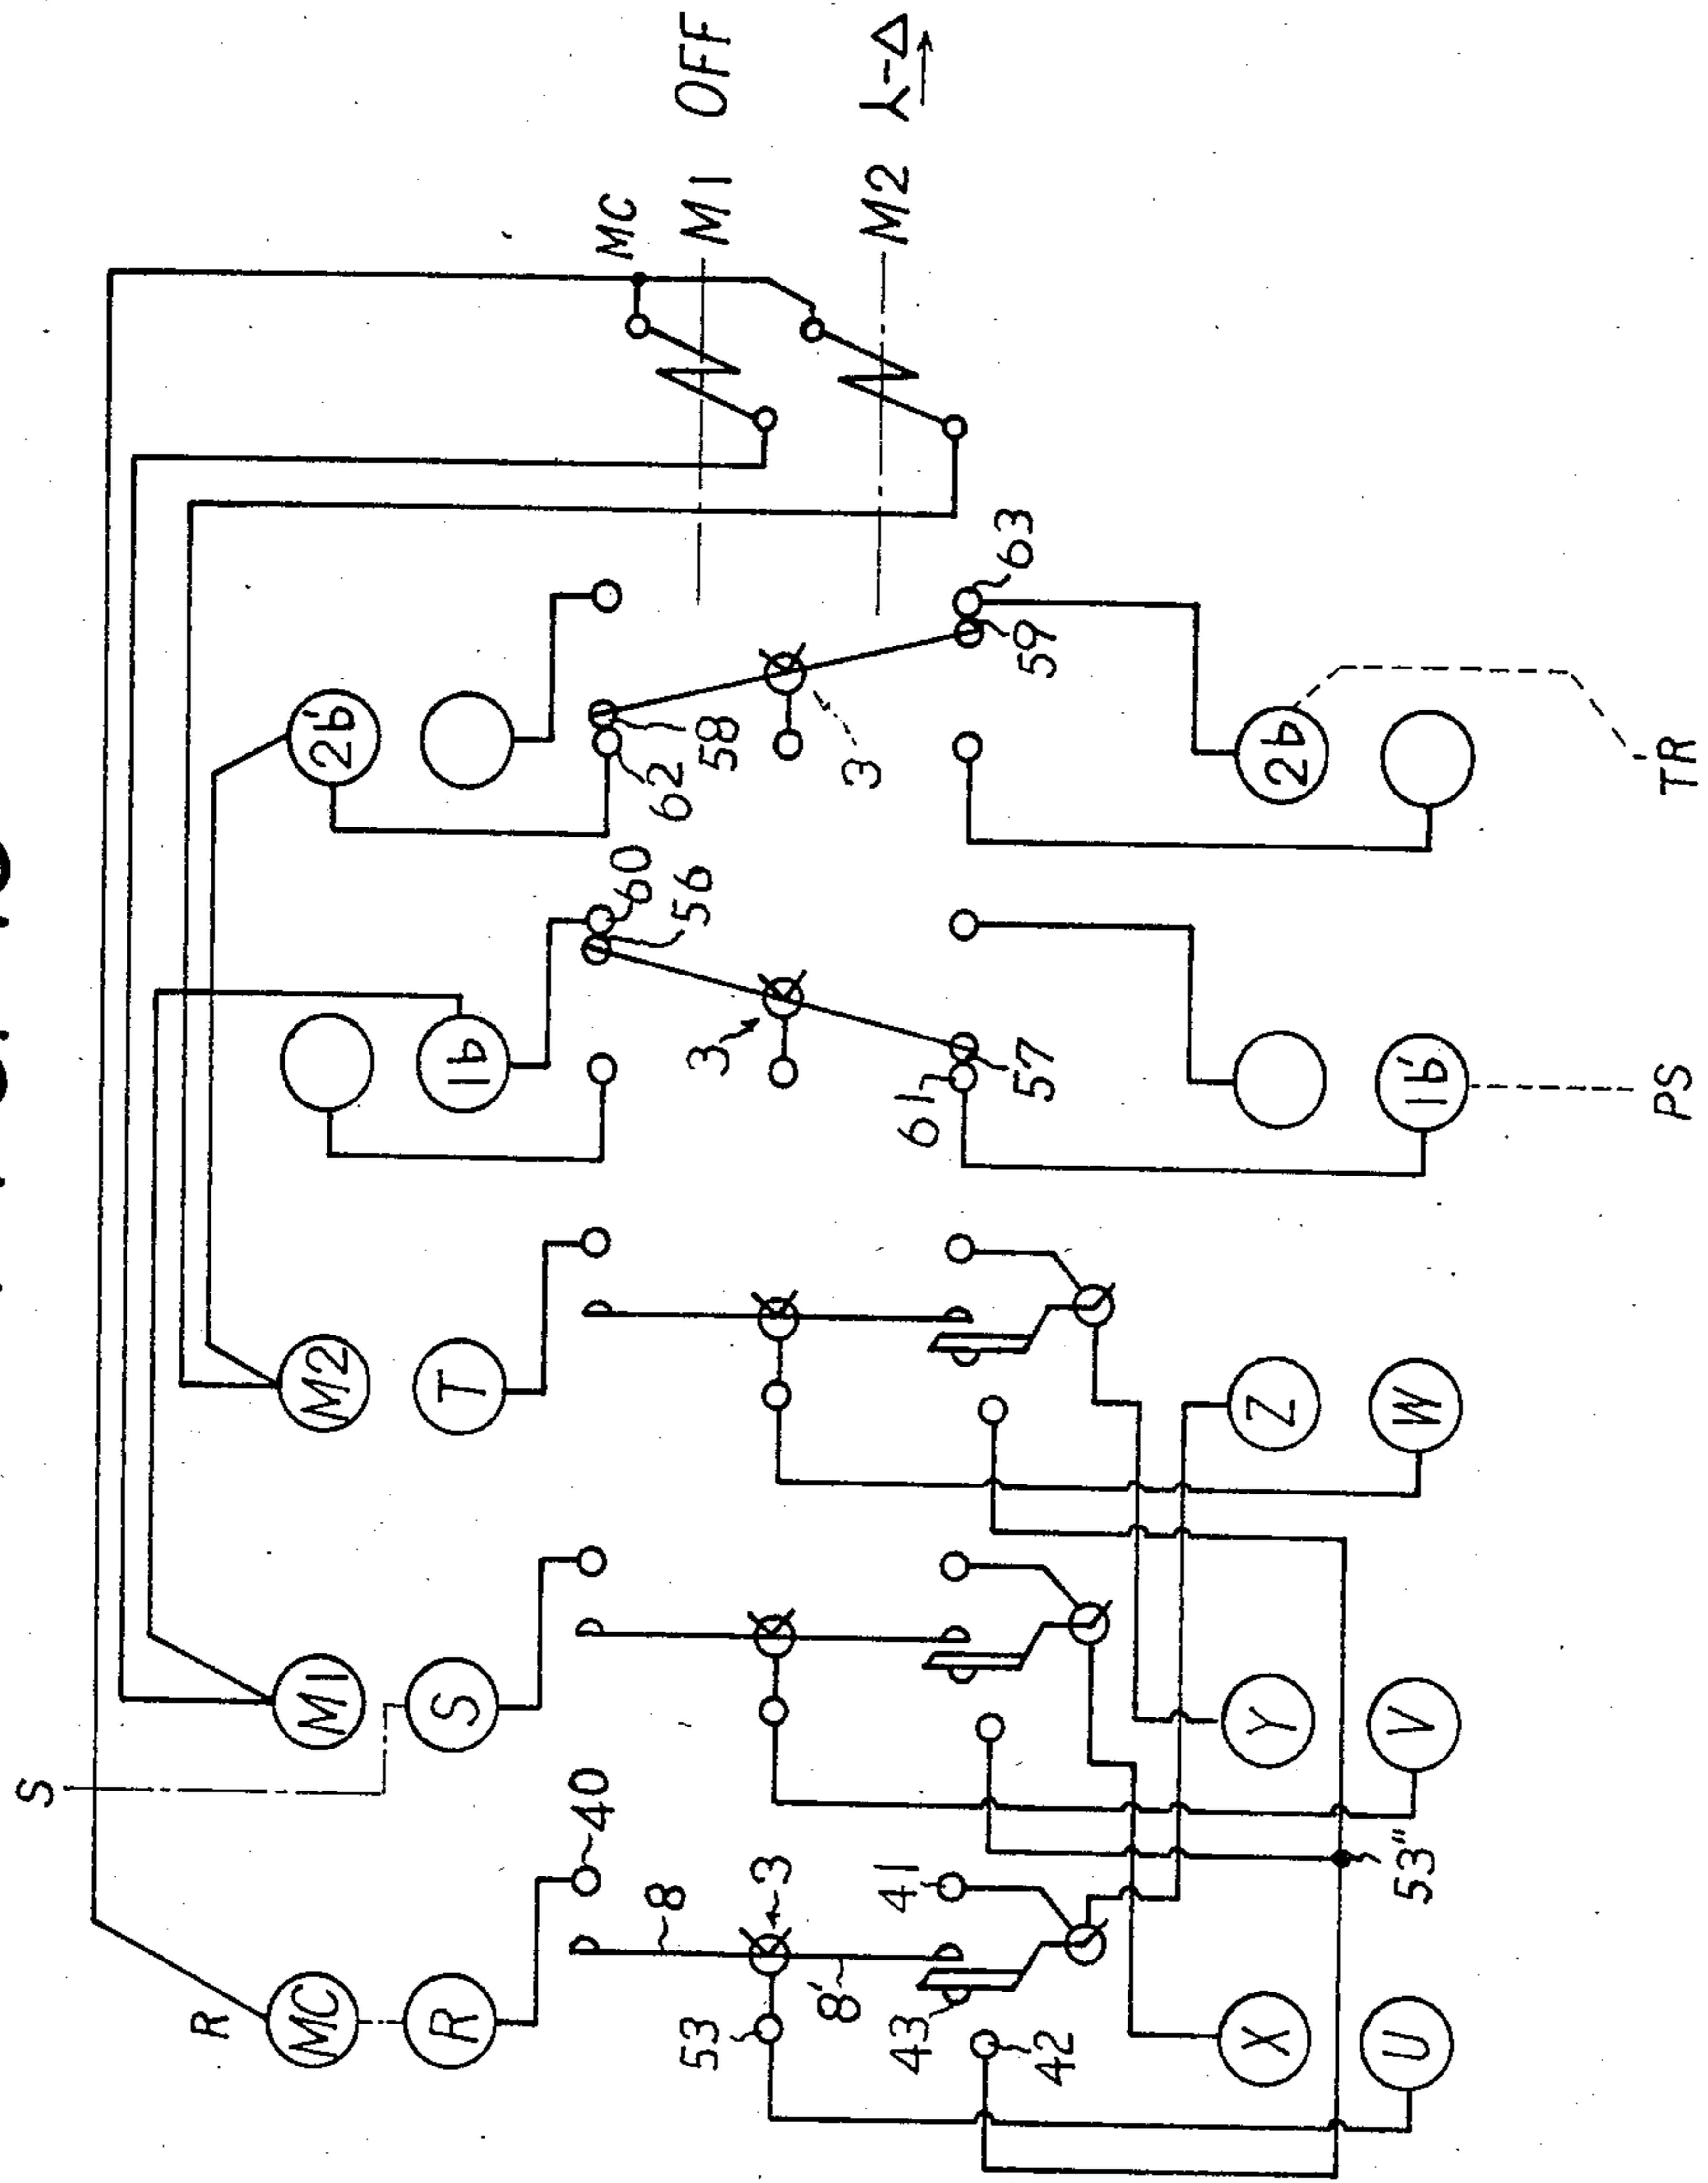 S
R
MC M1 M2 2b'
R S T 1b
40 60 MC
8 62
53 56 58 M1 OFF
3 3
8' 3 M2 Y-Δ
43 41 61
42 57 59 63
X Y Z 2b
U 53" V W 1b'
PS TR